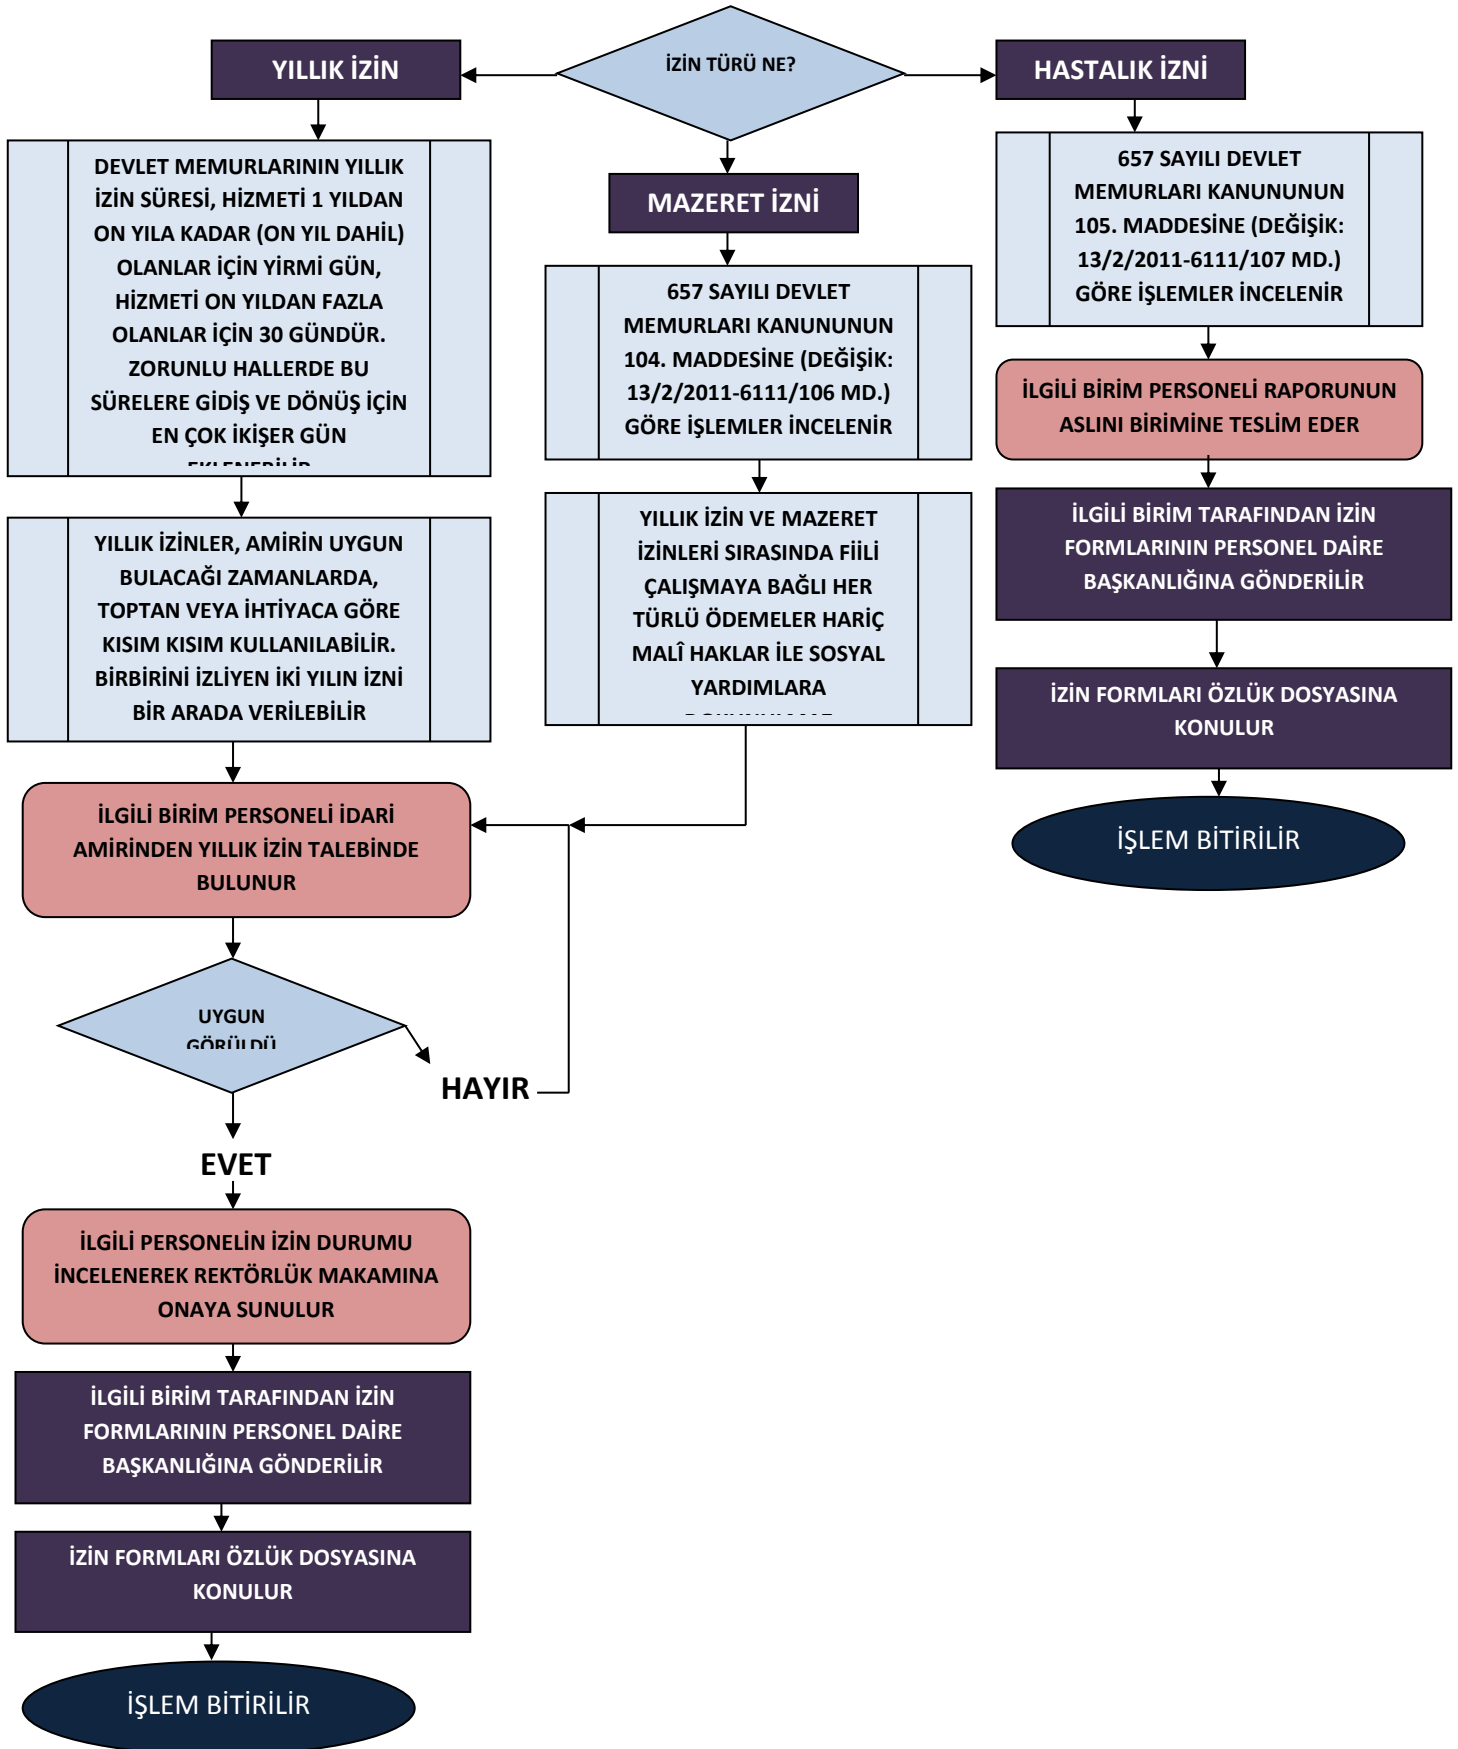 İZİN TÜRÜ NE?
YILLIK İZİN
DEVLET MEMURLARININ YILLIK
İZİN SÜRESİ, HİZMETİ 1 YILDAN
ON YILA KADAR (ON YIL DAHİL)
OLANLAR İÇİN YİRMİ GÜN,
HİZMETİ ON YILDAN FAZLA
OLANLAR İÇİN 30 GÜNDÜR.
ZORUNLU HALLERDE BU
SÜRELERE GİDİŞ VE DÖNÜŞ İÇİN
EN ÇOK İKİŞER GÜN
YILLIK İZİNLER, AMİRİN UYGUN
BULACAĞI ZAMANLARDA,
TOPTAN VEYA İHTİYACA GÖRE
KISIM KISIM KULLANILABİLİR.
BİRBİRİNİ İZLİYEN İKİ YILIN İZNİ
BİR ARADA VERİLEBİLİR
MAZERET İZNİ
657 SAYILI DEVLET
MEMURLARI KANUNUNUN
104. MADDESİNE (DEĞİŞİK:
13/2/2011-6111/106 MD.)
GÖRE İŞLEMLER İNCELENİR
YILLIK İZİN VE MAZERET
İZİNLERİ SIRASINDA FİİLİ
ÇALIŞMAYA BAĞLI HER
TÜRLÜ ÖDEMELER HARİÇ
MALÎ HAKLAR İLE SOSYAL
YARDIMLARA
HASTALIK İZNİ
657 SAYILI DEVLET
MEMURLARI KANUNUNUN
105. MADDESİNE (DEĞİŞİK:
13/2/2011-6111/107 MD.)
GÖRE İŞLEMLER İNCELENİR
İLGİLİ BİRİM PERSONELİ RAPORUNUN
ASLINI BİRİMİNE TESLİM EDER
İLGİLİ BİRİM TARAFINDAN İZİN
FORMLARININ PERSONEL DAİRE
BAŞKANLIĞINA GÖNDERİLİR
İZİN FORMLARI ÖZLÜK DOSYASINA
KONULUR
İŞLEM BİTİRİLİR
İLGİLİ BİRİM PERSONELİ İDARİ
AMİRİNDEN YILLIK İZİN TALEBİNDE
BULUNUR
UYGUN
GÖRÜLDÜ
HAYIR
EVET
İLGİLİ PERSONELİN İZİN DURUMU
İNCELENEREK REKTÖRLÜK MAKAMINA
ONAYA SUNULUR
İLGİLİ BİRİM TARAFINDAN İZİN
FORMLARININ PERSONEL DAİRE
BAŞKANLIĞINA GÖNDERİLİR
İZİN FORMLARI ÖZLÜK DOSYASINA
KONULUR
İŞLEM BİTİRİLİR